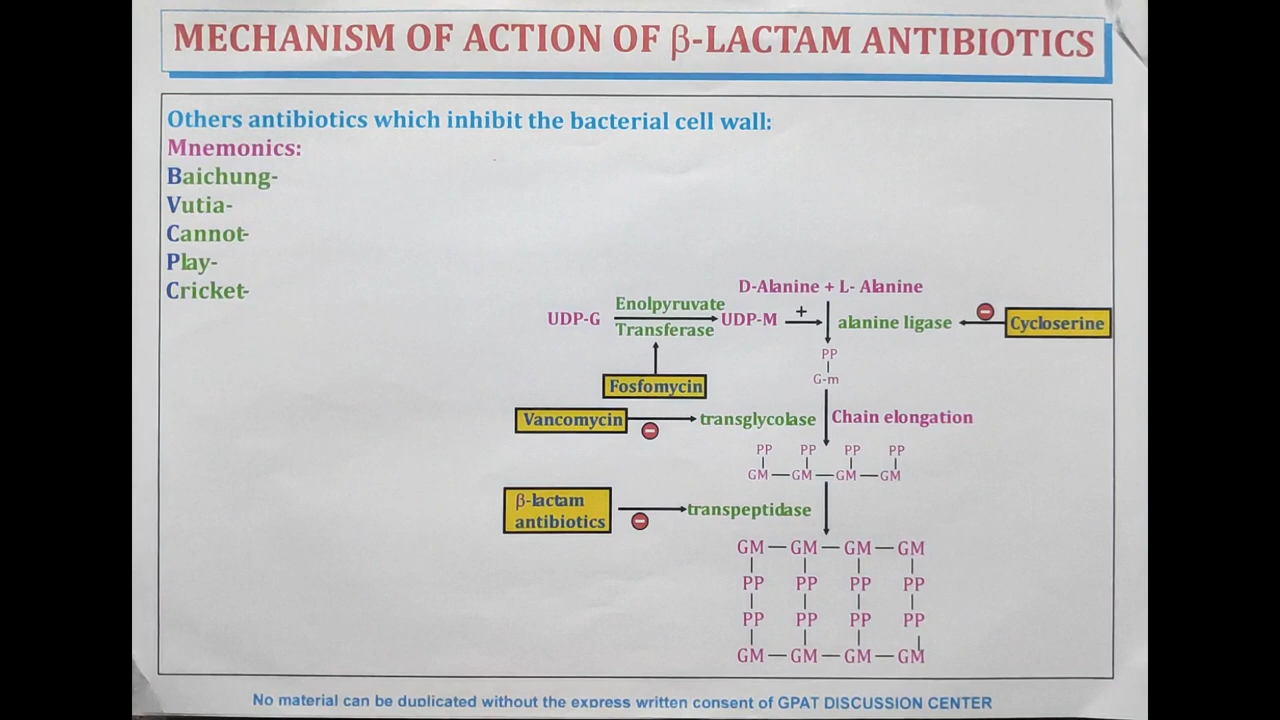 MECHANISM OF ACTION OF β-LACTAM ANTIBIOTICS
Others antibiotics which inhibit the bacterial cell wall:
Mnemonics:
Baichung-
Vutia-
Cannot-
Play-
Cricket-
D-Alanine + L- Alanine
Enolpyruvate
UDP-G
UDP-M
+
Transferase
alanine ligase
Cycloserine
PP
G-m
Fosfomycin
Vancomycin
transglycolase
Chain elongation
PP PP PP PP
GM GM GM GM
β-lactam
antibiotics
transpeptidase
GM GM GM GM
PP PP PP PP
PP PP PP PP
GM GM GM GM
No material can be duplicated without the express written consent of GPAT DISCUSSION CENTER